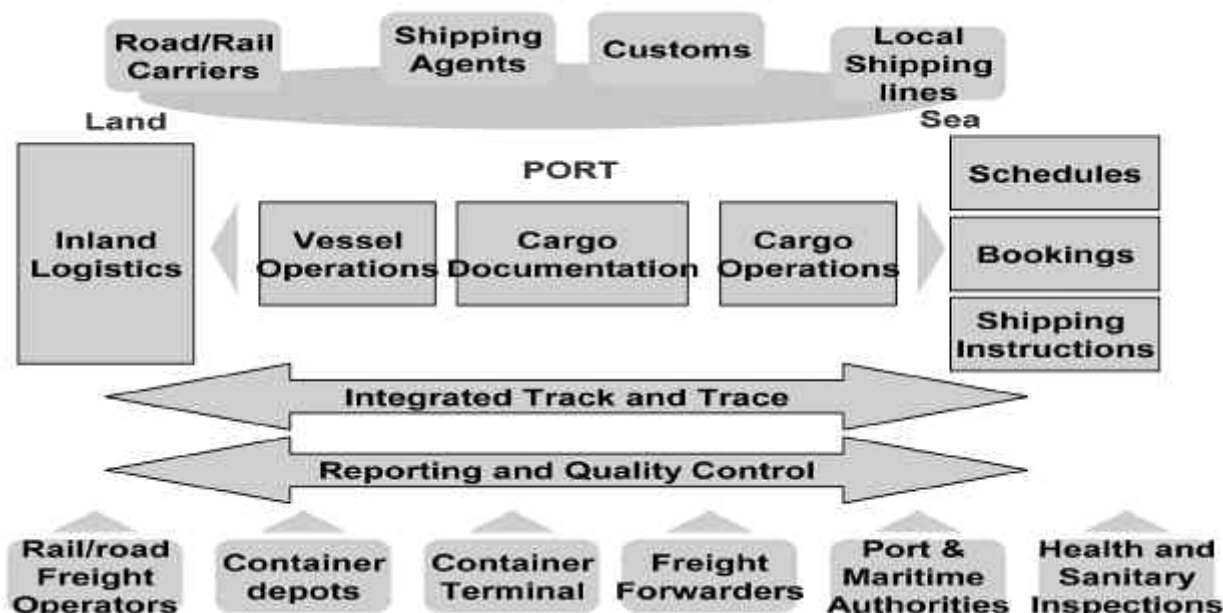 Road/Rail
Carriers
Shipping
Agents
Customs
Local
Shipping
lines
Land
Sea
PORT
Inland
Logistics
Vessel
Operations
Cargo
Documentation
Cargo
Operations
Schedules
Bookings
Shipping
Instructions
Integrated Track and Trace
Reporting and Quality Control
Rail/road
Freight
Operators
Container
depots
Container
Terminal
Freight
Forwarders
Port &
Maritime
Authorities
Health and
Sanitary
Inspections